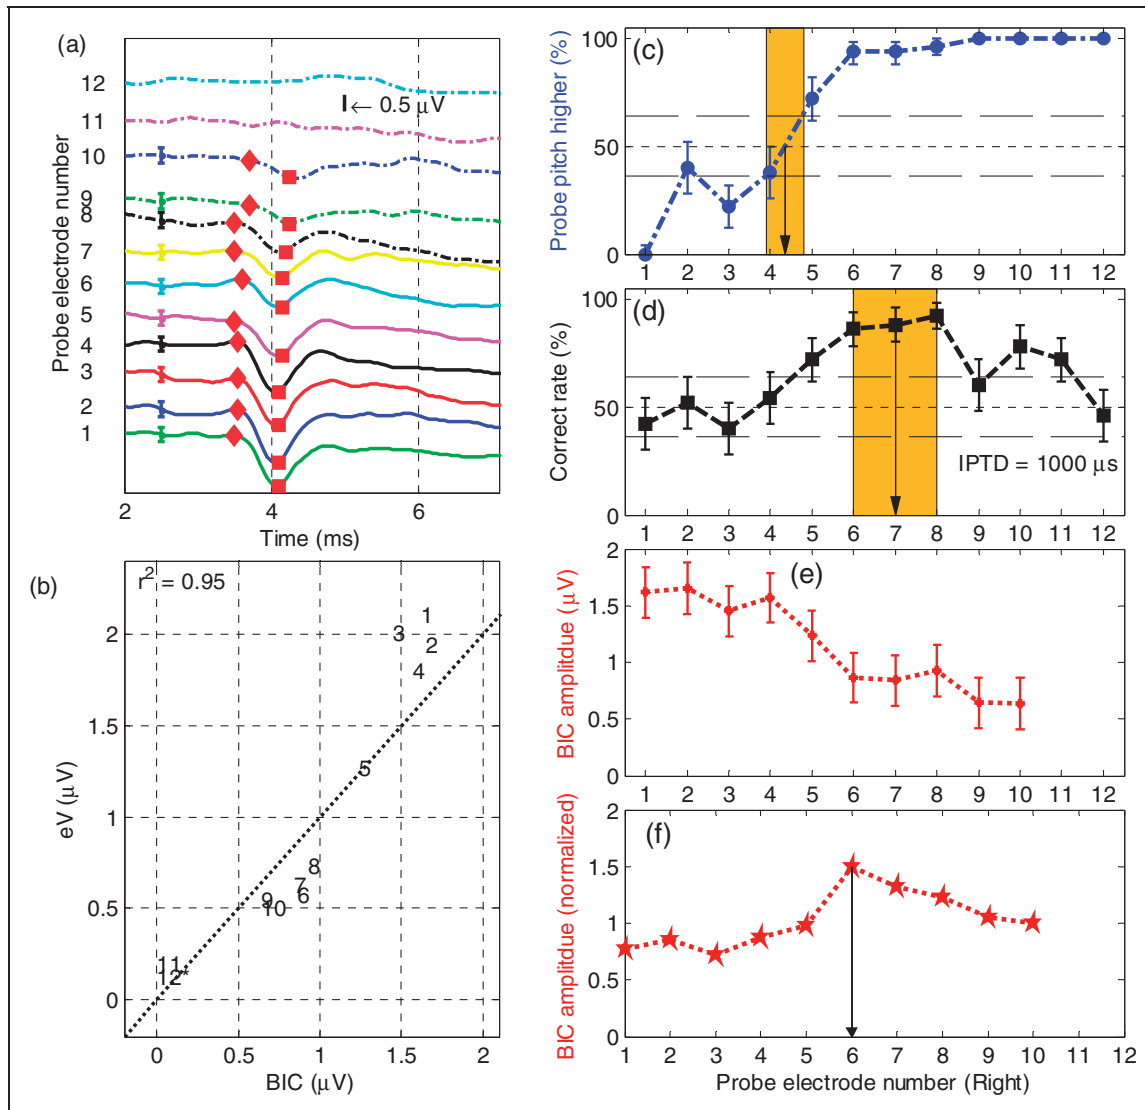 (a)
Probe electrode number
12
11
10
9
8
7
6
5
4
3
2
1
I ← 0.5 μV
2 4 6
Time (ms)
(b)
r² = 0.95
eV (μV)
2
1.5
1
0.5
0
1
3
2
4
5
8
7
6
9
10
11
12*
0 0.5 1 1.5 2
BIC (μV)
(c)
Probe pitch higher (%)
100
50
0
1 2 3 4 5 6 7 8 9 10 11 12
(d)
Correct rate (%)
100
50
0
IPTD = 1000 μs
1 2 3 4 5 6 7 8 9 10 11 12
(e)
BIC amplitdue (μV)
2
1.5
1
0.5
0
1 2 3 4 5 6 7 8 9 10 11 12
(f)
BIC amplitdue (normalized)
2
1.5
1
0.5
0
1 2 3 4 5 6 7 8 9 10 11 12
Probe electrode number (Right)